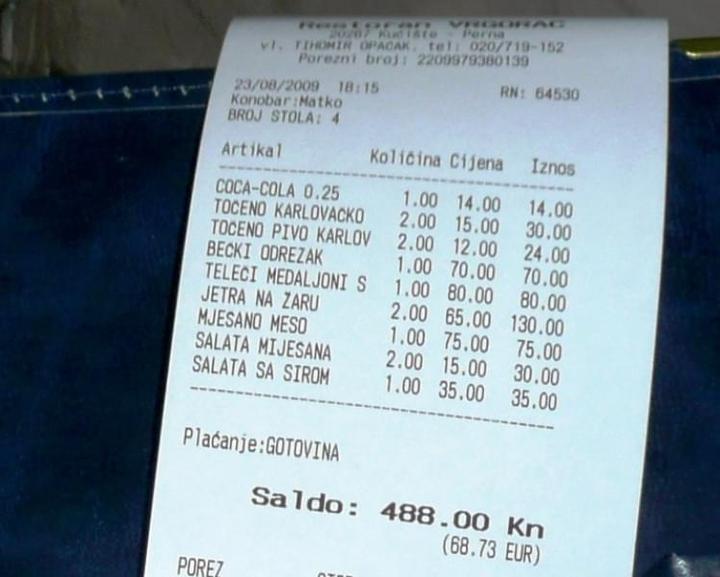 Restoran VRGORAC
20267 Kučište - Perna
vl. TIHOMIR OPACAK, tel: 020/719-152
Porezni broj: 2209979380139
23/08/2009 18:15 RN: 64530
Konobar:Matko
BROJ STOLA: 4
Artikal Količina Cijena Iznos
COCA-COLA 0.25 1.00 14.00 14.00
TOCENO KARLOVACKO 2.00 15.00 30.00
TOCENO PIVO KARLOV 2.00 12.00 24.00
BECKI ODREZAK 1.00 70.00 70.00
TELECI MEDALJONI S 1.00 80.00 80.00
JETRA NA ZARU 2.00 65.00 130.00
MJESANO MESO 1.00 75.00 75.00
SALATA MIJESANA 2.00 15.00 30.00
SALATA SA SIROM 1.00 35.00 35.00
Plaćanje:GOTOVINA
Saldo: 488.00 Kn
(68.73 EUR)
POREZ